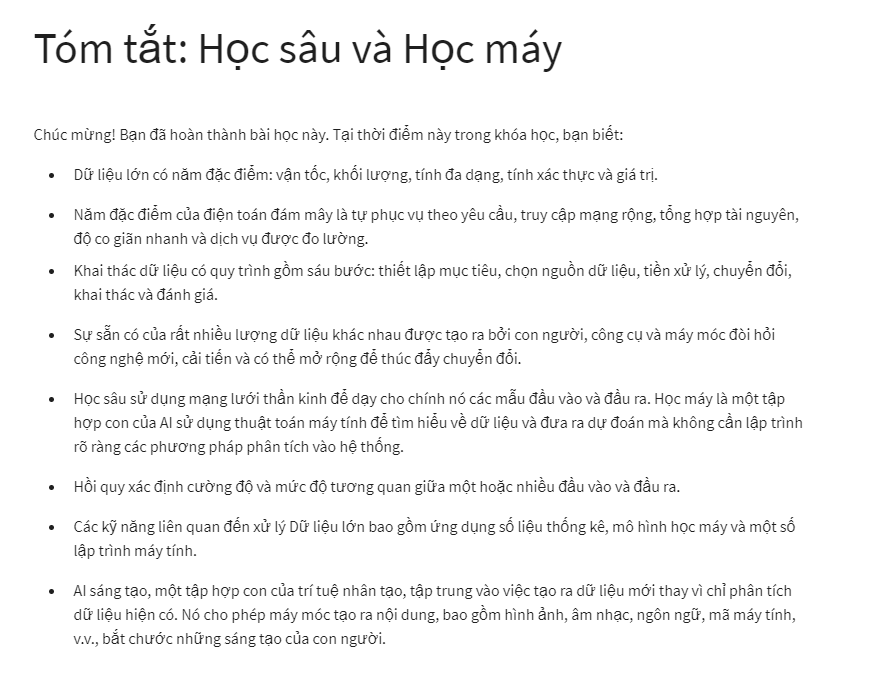 Tóm tắt: Học sâu và Học máy
Chúc mừng! Bạn đã hoàn thành bài học này. Tại thời điểm này trong khóa học, bạn biết:
• Dữ liệu lớn có năm đặc điểm: vận tốc, khối lượng, tính đa dạng, tính xác thực và giá trị.
• Năm đặc điểm của điện toán đám mây là tự phục vụ theo yêu cầu, truy cập mạng rộng, tổng hợp tài nguyên,
độ co giãn nhanh và dịch vụ được đo lường.
• Khai thác dữ liệu có quy trình gồm sáu bước: thiết lập mục tiêu, chọn nguồn dữ liệu, tiền xử lý, chuyển đổi,
khai thác và đánh giá.
• Sự sẵn có của rất nhiều lượng dữ liệu khác nhau được tạo ra bởi con người, công cụ và máy móc đòi hỏi
công nghệ mới, cải tiến và có thể mở rộng để thúc đẩy chuyển đổi.
• Học sâu sử dụng mạng lưới thần kinh để dạy cho chính nó các mẫu đầu vào và đầu ra. Học máy là một tập
hợp con của AI sử dụng thuật toán máy tính để tìm hiểu về dữ liệu và đưa ra dự đoán mà không cần lập trình
rõ ràng các phương pháp phân tích vào hệ thống.
• Hồi quy xác định cường độ và mức độ tương quan giữa một hoặc nhiều đầu vào và đầu ra.
• Các kỹ năng liên quan đến xử lý Dữ liệu lớn bao gồm ứng dụng số liệu thống kê, mô hình học máy và một số
lập trình máy tính.
• AI sáng tạo, một tập hợp con của trí tuệ nhân tạo, tập trung vào việc tạo ra dữ liệu mới thay vì chỉ phân tích
dữ liệu hiện có. Nó cho phép máy móc tạo ra nội dung, bao gồm hình ảnh, âm nhạc, ngôn ngữ, mã máy tính,
v.v., bắt chước những sáng tạo của con người.